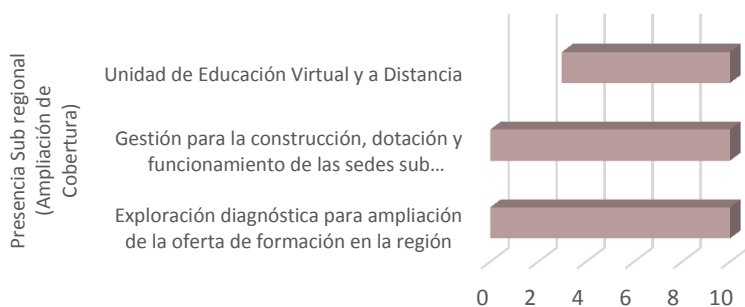 Presencia Sub regional
(Ampliación de
Cobertura)
Unidad de Educación Virtual y a Distancia
Gestión para la construcción, dotación y
funcionamiento de las sedes sub…
Exploración diagnóstica para ampliación
de la oferta de formación en la región
0 2 4 6 8 10